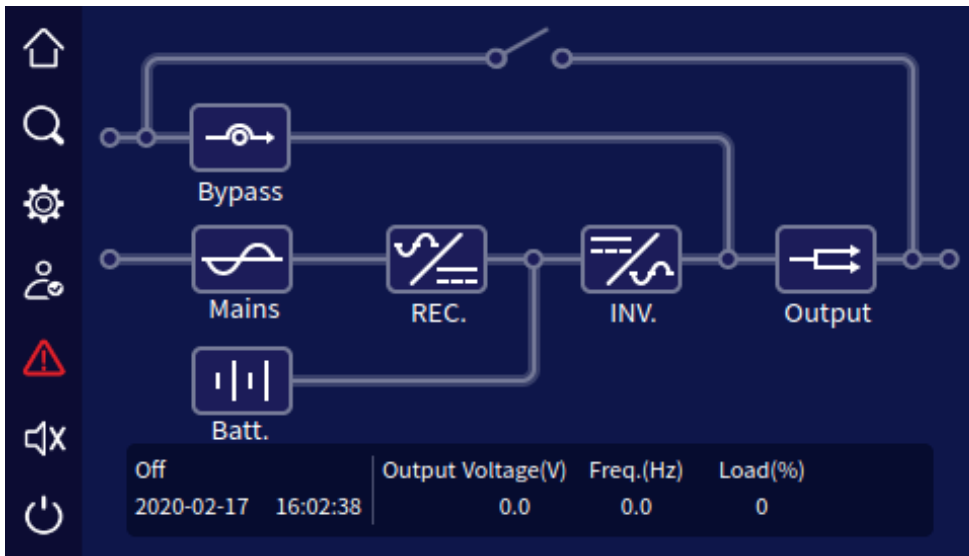 Bypass
Mains
REC.
INV.
Output
Batt.
Off
Output Voltage(V) Freq.(Hz) Load(%)
2020-02-17 16:02:38
0.0 0.0 0